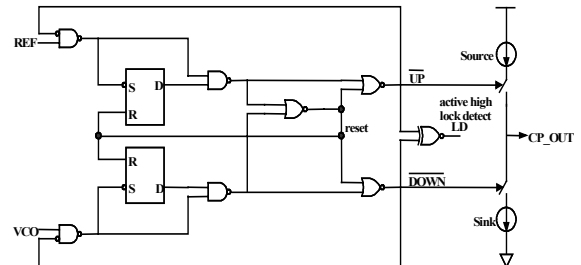 REF
S
D
R
UP
Source
active high
lock detect
LD
reset
CP_OUT
R
S
D
DOWN
VCO
Sink